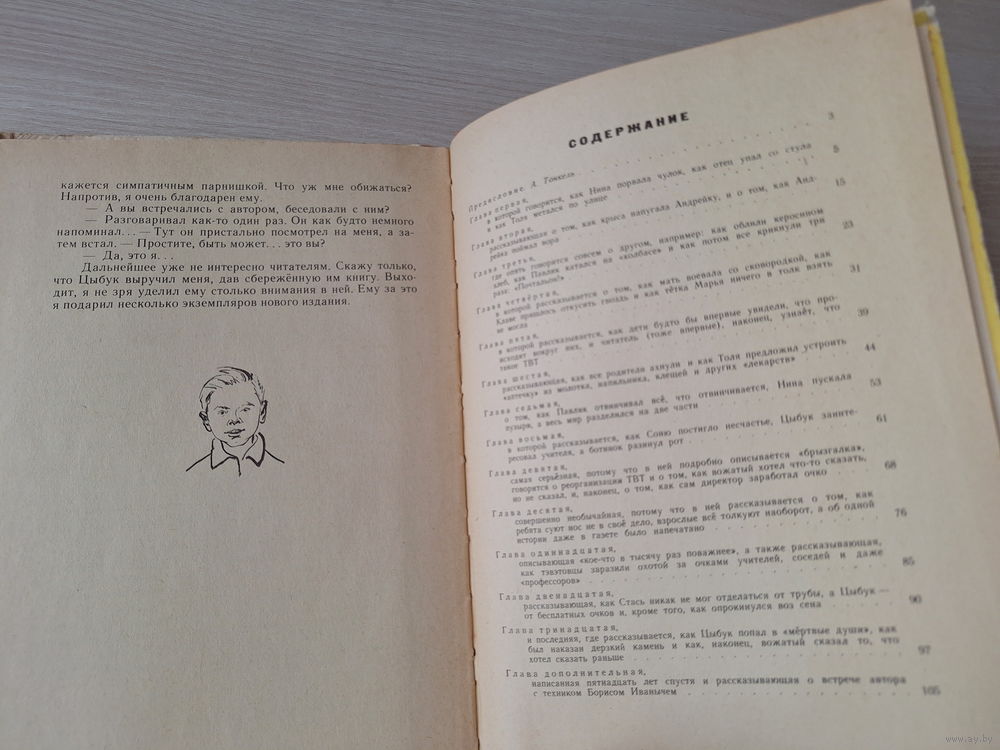 кажется симпатичным парнишкой. Что уж мне обижаться?
Напротив, я очень благодарен ему.
— А вы встречались с автором, беседовали с ним?
— Разговаривал как-то один раз. Он как будто немного
напоминал... — Тут он пристально посмотрел на меня, а за-
тем встал. — Простите, быть может... это вы?
— Да, это я...
Дальнейшее уже не интересно читателям. Скажу только,
что Цыбук выручил меня, дав сбережённую им книгу. Выхо-
дит, я не зря уделил ему столько внимания в ней. Ему за это
я подарил несколько экземпляров нового издания.
СОДЕРЖАНИЕ
Предисловие. А. Тонкель 3
Глава первая,
в которой говорится, как Нина порвала чулок, как отец упал со стула
и как Толя метался по улице 5
Глава вторая,
рассказывающая о том, как крыса напугала Андрейку, и о том, как Анд-
рейка поймал вора 15
Глава третья,
где опять говорится совсем о другом, например: как облили керосином
хлеб, как Павлик катался на «колбасе» и как потом все крикнули три
раза: «Почтальон!» 23
Глава четвёртая,
в которой рассказывается о том, как мать воевала со сковородкой, как
Клаве пришлось откусить гвоздь и как тётка Марья ничего в толк взять
не могла 31
Глава пятая,
в которой рассказывается, как дети будто бы впервые увидели, что про-
исходит вокруг них, и читатель (тоже впервые), наконец, узнаёт, что
такое ТВТ 39
Глава шестая,
рассказывающая, как все родители ахнули и как Толя предложил устроить
«аптечку» из молотка, напильника, клещей и других «лекарств» 44
Глава седьмая,
о том, как Павлик отвинчивал всё, что отвинчивается, Нина пускала
пузыри, а весь мир разделился на две части 53
Глава восьмая,
в которой рассказывается, как Соню постигло несчастье, Цыбук заинте-
ресовал учителя, а ботинок разинул рот 61
Глава девятая,
самая серьёзная, потому что в ней подробно описывается «брызгалка»,
говорится о реорганизации ТВТ и о том, как вожатый хотел что-то сказать,
но не сказал, и, наконец, о том, как сам директор заработал очко 68
Глава десятая,
совершенно необычайная, потому что в ней рассказывается о том, как
ребята суют нос не в своё дело, взрослые всё толкуют наоборот, а об одной
истории даже в газете было напечатано 76
Глава одиннадцатая,
описывающая «кое-что в тысячу раз поважнее», а также рассказывающая,
как тэвэтовцы заразили охотой за очками учителей, соседей и даже
«профессоров» 85
Глава двенадцатая,
рассказывающая, как Стась никак не мог отделаться от трубы, а Цыбук —
от бесплатных очков и, кроме того, как опрокинулся воз сена 90
Глава тринадцатая,
и последняя, где рассказывается, как Цыбук попал в «мёртвые души», как
был наказан дерзкий камень и как, наконец, вожатый сказал то, что
хотел сказать раньше 97
Глава дополнительная,
написанная пятнадцать лет спустя и рассказывающая о встрече автора
с техником Борисом Иванычем 105
www.ay.by